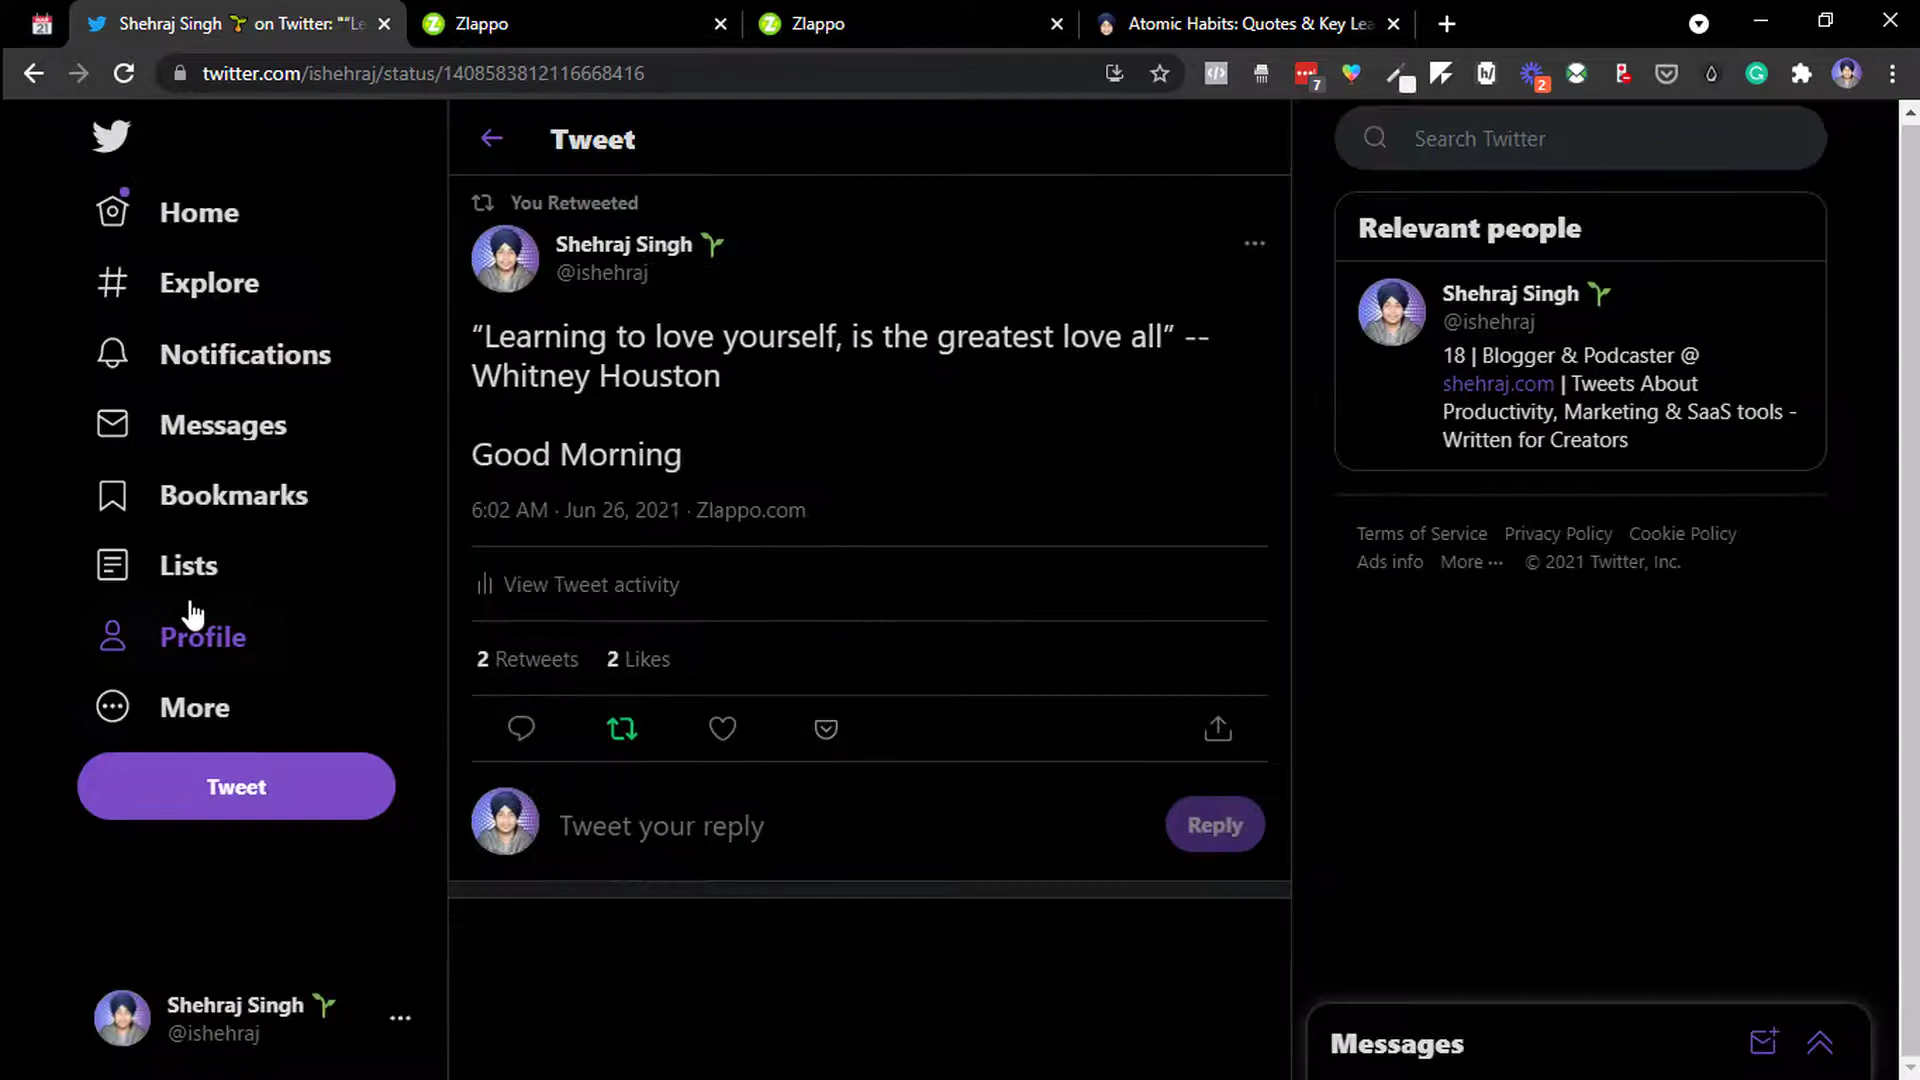 Shehraj Singh 🌱 on Twitter: "“Le
Zlappo
Zlappo
Atomic Habits: Quotes & Key Lea
twitter.com/ishehraj/status/1408583812116668416
7
2
Home
Explore
Notifications
Messages
Bookmarks
Lists
Profile
More
Tweet
Shehraj Singh 🌱
@ishehraj
Tweet
You Retweeted
Shehraj Singh 🌱
@ishehraj
“Learning to love yourself, is the greatest love all” --
Whitney Houston
Good Morning
6:02 AM · Jun 26, 2021 · Zlappo.com
View Tweet activity
2 Retweets 2 Likes
Tweet your reply
Reply
Search Twitter
Relevant people
Shehraj Singh 🌱
@ishehraj
18 | Blogger & Podcaster @
shehraj.com | Tweets About
Productivity, Marketing & SaaS tools -
Written for Creators
Terms of Service Privacy Policy Cookie Policy
Ads info More ··· © 2021 Twitter, Inc.
Messages